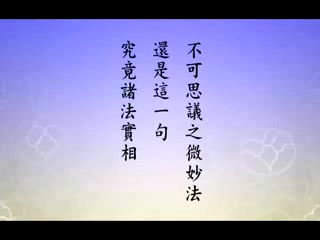 不可思議之微妙法
還是這一句
究竟諸法實相